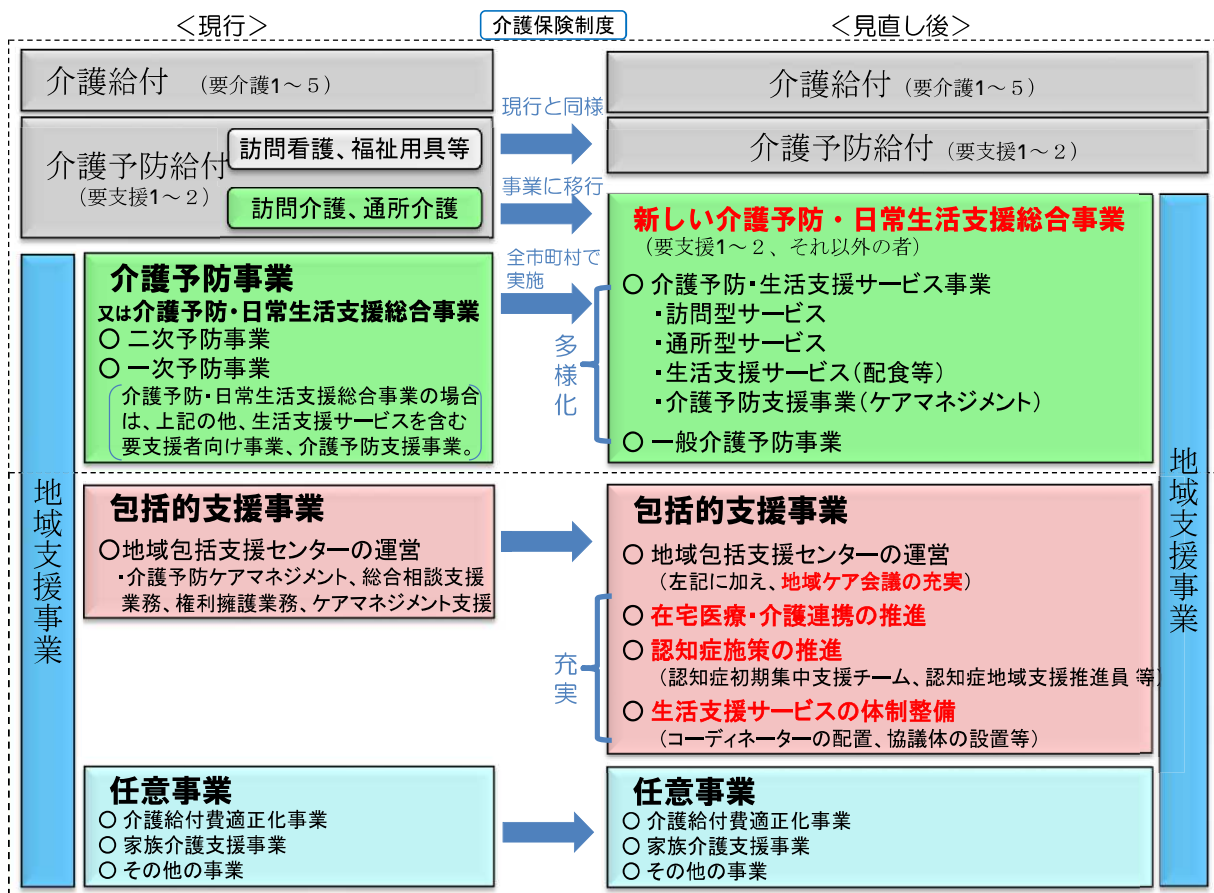 ＜現行＞
介護保険制度
＜見直し後＞
介護給付 （要介護1～５）
現行と同様
介護給付（要介護1～５）
介護予防給付
（要支援1～２）
訪問看護、福祉用具等
訪問介護、通所介護
介護予防給付（要支援1～２）
事業に移行
全市町村で
実施
多様化
地域支援事業
介護予防事業
又は介護予防・日常生活支援総合事業
○ 二次予防事業
○ 一次予防事業
介護予防・日常生活支援総合事業の場合
は、上記の他、生活支援サービスを含む
要支援者向け事業、介護予防支援事業。
新しい介護予防・日常生活支援総合事業
（要支援1～２、それ以外の者）
○ 介護予防・生活支援サービス事業
・訪問型サービス
・通所型サービス
・生活支援サービス（配食等）
・介護予防支援事業（ケアマネジメント）
○ 一般介護予防事業
地域支援事業
包括的支援事業
○地域包括支援センターの運営
・介護予防ケアマネジメント、総合相談支援
業務、権利擁護業務、ケアマネジメント支援
充実
包括的支援事業
○ 地域包括支援センターの運営
（左記に加え、地域ケア会議の充実）
○ 在宅医療・介護連携の推進
○ 認知症施策の推進
（認知症初期集中支援チーム、認知症地域支援推進員 等）
○ 生活支援サービスの体制整備
（コーディネーターの配置、協議体の設置等）
任意事業
○ 介護給付費適正化事業
○ 家族介護支援事業
○ その他の事業
任意事業
○ 介護給付費適正化事業
○ 家族介護支援事業
○ その他の事業